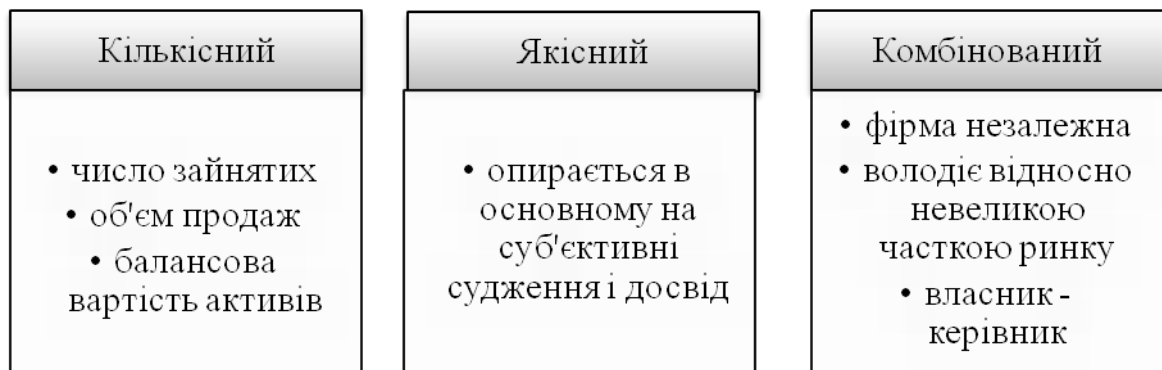 Кількісний
• число зайнятих
• об'єм продаж
• балансова
вартість активів
Якісний
• опирається в
основному на
суб'єктивні
судження і досвід
Комбінований
• фірма незалежна
• володіє відносно
невеликою
часткою ринку
• власник -
керівник